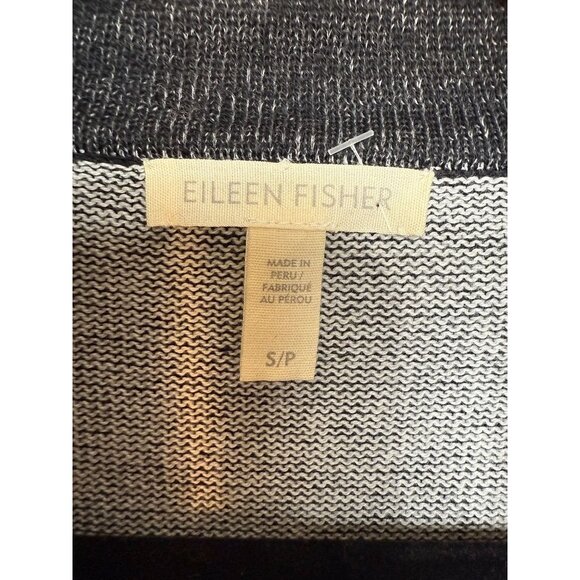 EILEEN FISHER
MADE IN
PERU /
FABRIQUÉ
AU PÉROU
S/P